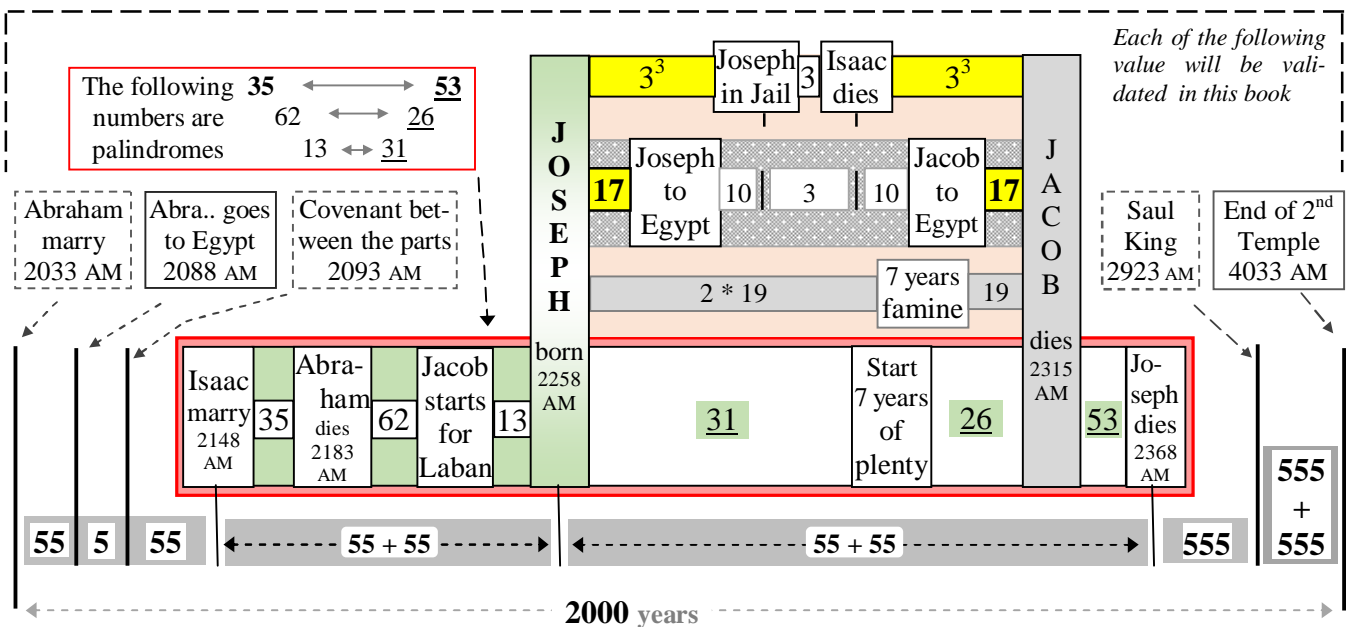 Each of the following
value will be vali-
dated in this book
The following 35 53
numbers are 62 26
palindromes 13 31
Abraham
marry
2033 AM
Abra.. goes
to Egypt
2088 AM
Covenant bet-
ween the parts
2093 AM
JOSEPH
born
2258
AM
3³
Joseph
in Jail
3
Isaac
dies
3³
17
Joseph
to
Egypt
10
3
10
Jacob
to
Egypt
17
2 * 19
7 years
famine
19
JACOB
dies
2315
AM
Saul
King
2923 AM
End of 2nd
Temple
4033 AM
Isaac
marry
2148
AM
35
Abra-
ham
dies
2183
AM
62
Jacob
starts
for
Laban
13
31
Start
7 years
of
plenty
26
53
Jo-
seph
dies
2368
AM
55 5 55
55 + 55
55 + 55
555
555
+
555
2000 years